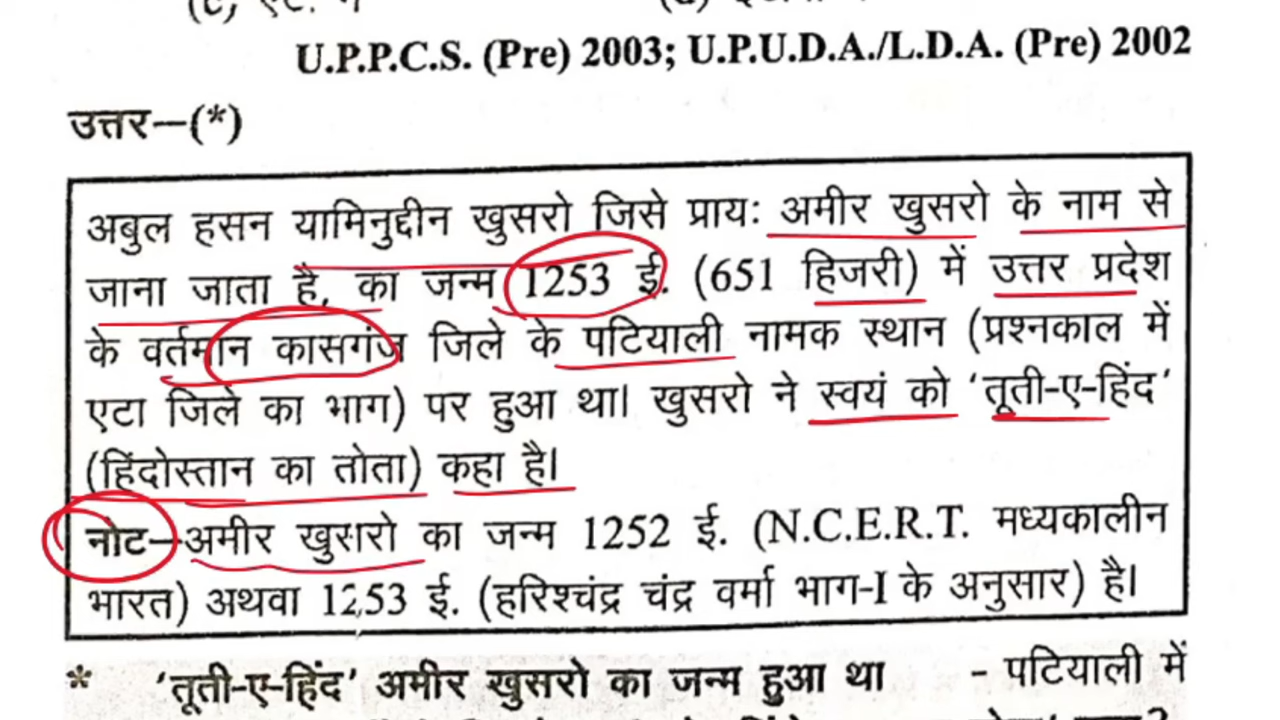 U.P.P.C.S. (Pre) 2003; U.P.U.D.A./L.D.A. (Pre) 2002
उत्तर—(*)
अबुल हसन यामिनुद्दीन खुसरो जिसे प्रायः अमीर खुसरो के नाम से
जाना जाता है, का जन्म 1253 ई. (651 हिजरी) में उत्तर प्रदेश
के वर्तमान कासगंज जिले के पटियाली नामक स्थान (प्रश्नकाल में
एटा जिले का भाग) पर हुआ था। खुसरो ने स्वयं को 'तूती-ए-हिंद'
(हिंदोस्तान का तोता) कहा है।
नोट—अमीर खुसरो का जन्म 1252 ई. (N.C.E.R.T. मध्यकालीन
भारत) अथवा 1253 ई. (हरिश्चंद्र चंद्र वर्मा भाग-I के अनुसार) है।
* 'तूती-ए-हिंद' अमीर खुसरो का जन्म हुआ था - पटियाली में